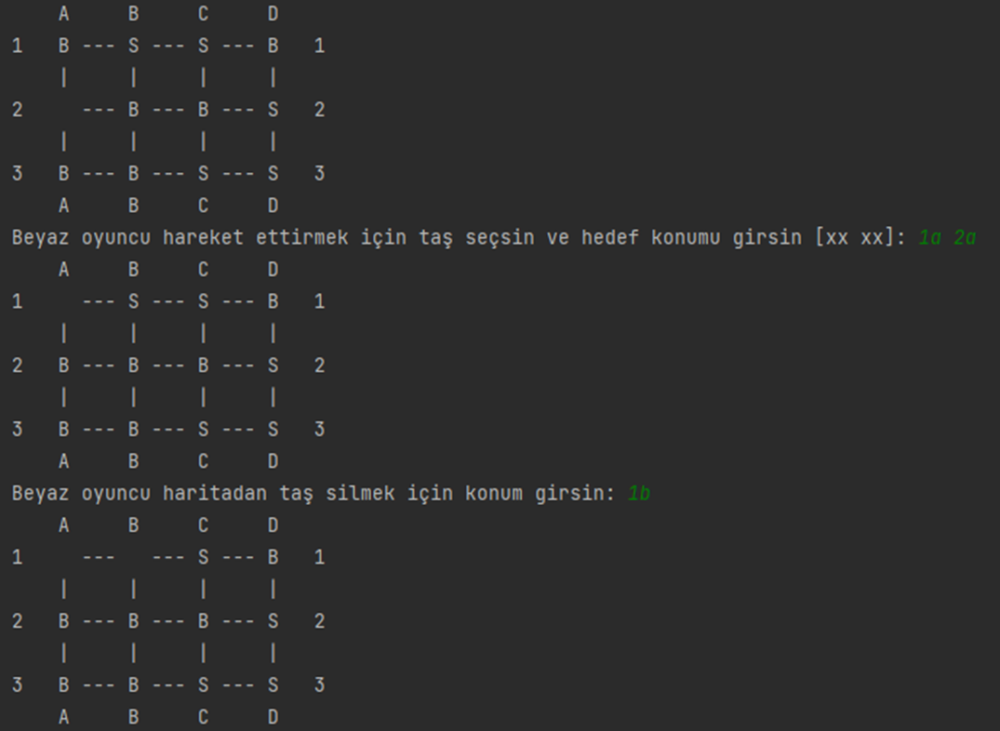 A     B     C     D
1   B --- S --- S --- B   1
    |     |     |     |
2     --- B --- B --- S   2
    |     |     |     |
3   B --- B --- S --- S   3
    A     B     C     D
Beyaz oyuncu hareket ettirmek için taş seçsin ve hedef konumu girsin [xx xx]: 1a 2a
    A     B     C     D
1     --- S --- S --- B   1
    |     |     |     |
2   B --- B --- B --- S   2
    |     |     |     |
3   B --- B --- S --- S   3
    A     B     C     D
Beyaz oyuncu haritadan taş silmek için konum girsin: 1b
    A     B     C     D
1     ---   --- S --- B   1
    |     |     |     |
2   B --- B --- B --- S   2
    |     |     |     |
3   B --- B --- S --- S   3
    A     B     C     D